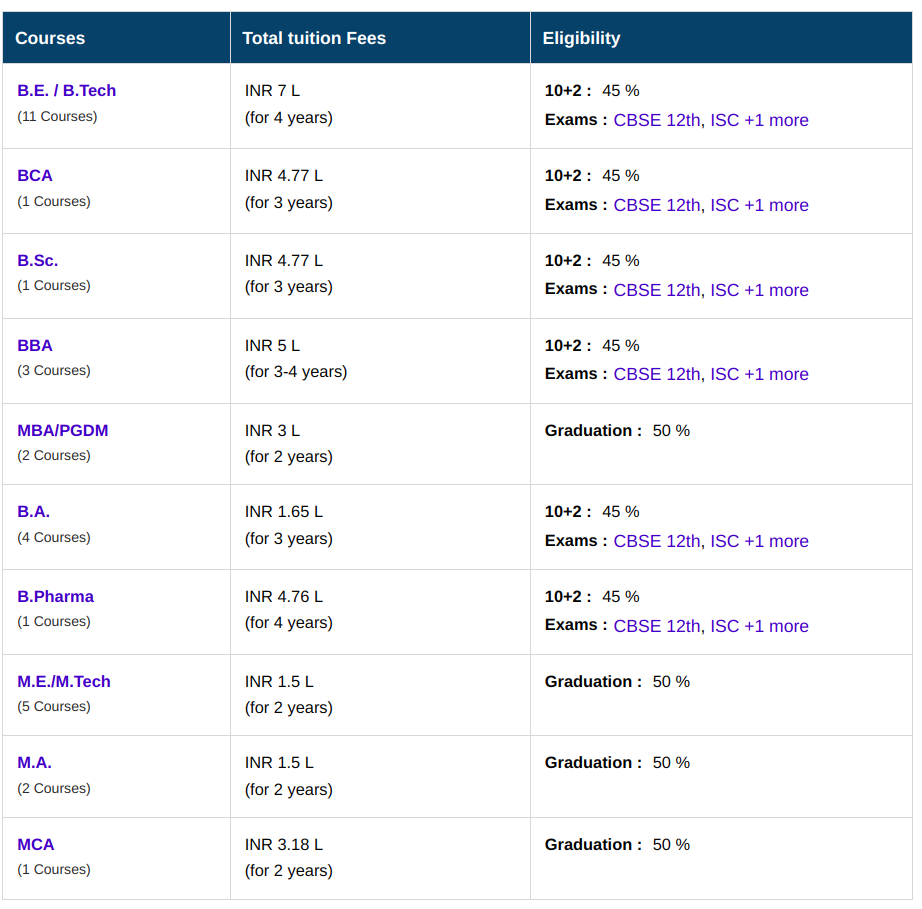 Courses Total tuition Fees Eligibility
B.E. / B.Tech INR 7 L 10+2 : 45 %
(11 Courses) (for 4 years) Exams : CBSE 12th, ISC +1 more
BCA INR 4.77 L 10+2 : 45 %
(1 Courses) (for 3 years) Exams : CBSE 12th, ISC +1 more
B.Sc. INR 4.77 L 10+2 : 45 %
(1 Courses) (for 3 years) Exams : CBSE 12th, ISC +1 more
BBA INR 5 L 10+2 : 45 %
(3 Courses) (for 3-4 years) Exams : CBSE 12th, ISC +1 more
MBA/PGDM INR 3 L Graduation : 50 %
(2 Courses) (for 2 years)
B.A. INR 1.65 L 10+2 : 45 %
(4 Courses) (for 3 years) Exams : CBSE 12th, ISC +1 more
B.Pharma INR 4.76 L 10+2 : 45 %
(1 Courses) (for 4 years) Exams : CBSE 12th, ISC +1 more
M.E./M.Tech INR 1.5 L Graduation : 50 %
(5 Courses) (for 2 years)
M.A. INR 1.5 L Graduation : 50 %
(2 Courses) (for 2 years)
MCA INR 3.18 L Graduation : 50 %
(1 Courses) (for 2 years)